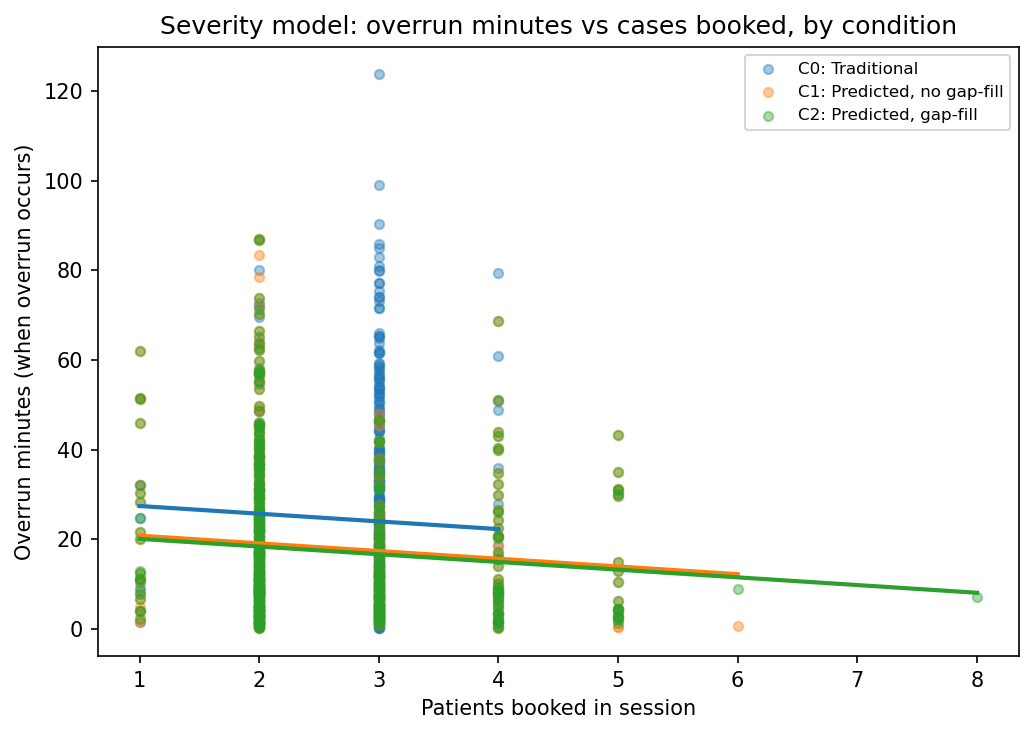 Severity model: overrun minutes vs cases booked, by condition
C0: Traditional
C1: Predicted, no gap-fill
C2: Predicted, gap-fill
Overrun minutes (when overrun occurs)
120
100
80
60
40
20
0
1 2 3 4 5 6 7 8
Patients booked in session